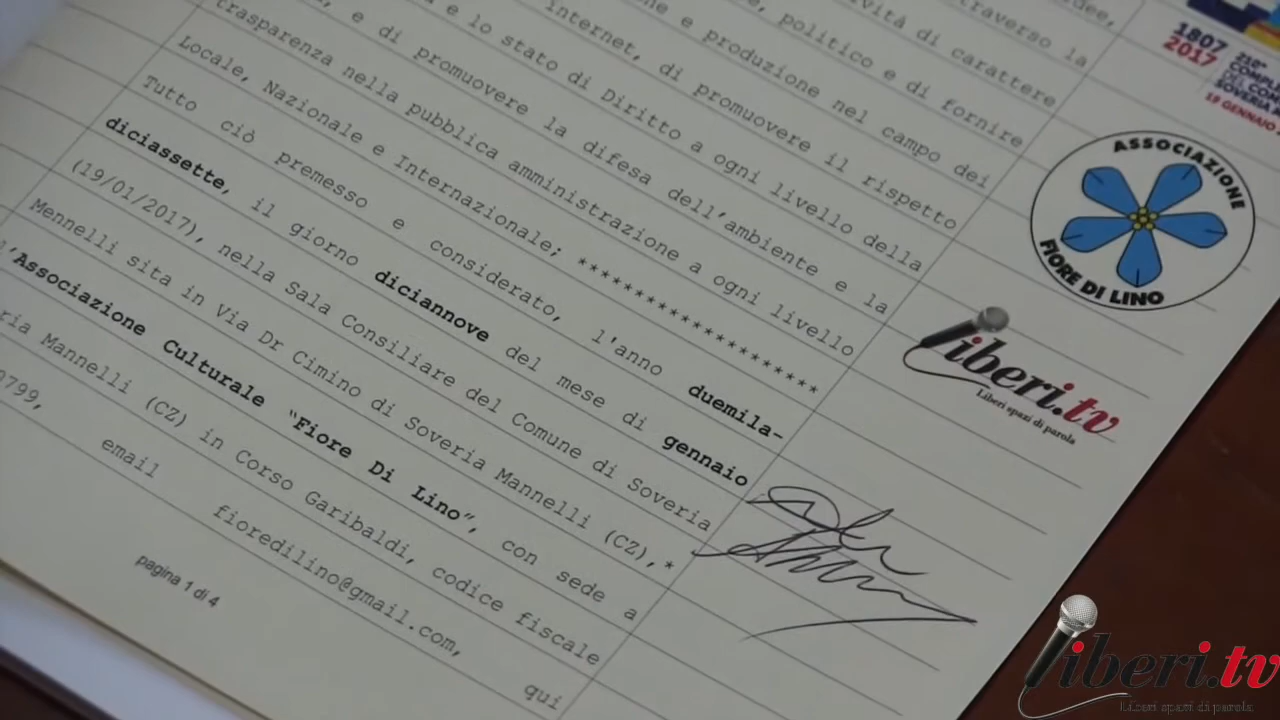 idee,
traverso la
ività di carattere
politico e di fornire
e produzione nel campo dei
internet, di promuovere il rispetto
e lo stato di Diritto a ogni livello della
e di promuovere la difesa dell'ambiente e la
trasparenza nella pubblica amministrazione a ogni livello
Locale, Nazionale e Internazionale; ********************
Tutto ciò premesso e considerato, l'anno duemila-
diciassette, il giorno diciannove del mese di gennaio
(19/01/2017), nella Sala Consiliare del Comune di Soveria
Mennelli sita in Via Dr Cimino di Soveria Mannelli (CZ),*
'Associazione Culturale “Fiore Di Lino”, con sede a
ria Mannelli (CZ) in Corso Garibaldi, codice fiscale
799, email fioredilino@gmail.com, qui
pagina 1 di 4
1807
2017
210°
SOVERIA
19 GENNAIO
ASSOCIAZIONE
FIORE DI LINO
liberi.tv
Liberi spazi di parola
liberi.tv
Liberi spazi di parola